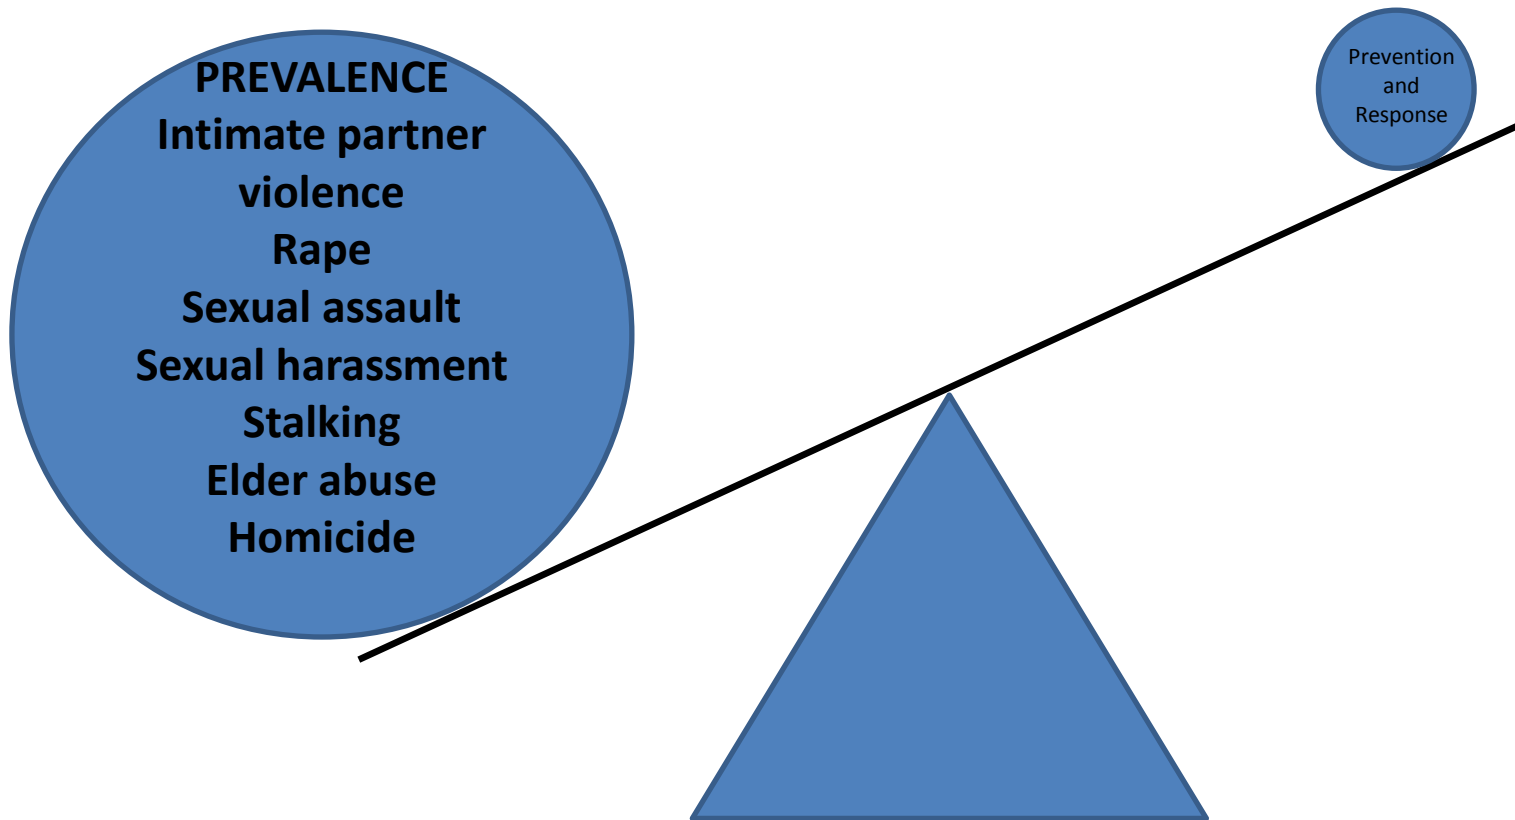 PREVALENCE
Intimate partner
violence
Rape
Sexual assault
Sexual harassment
Stalking
Elder abuse
Homicide
Prevention
and
Response